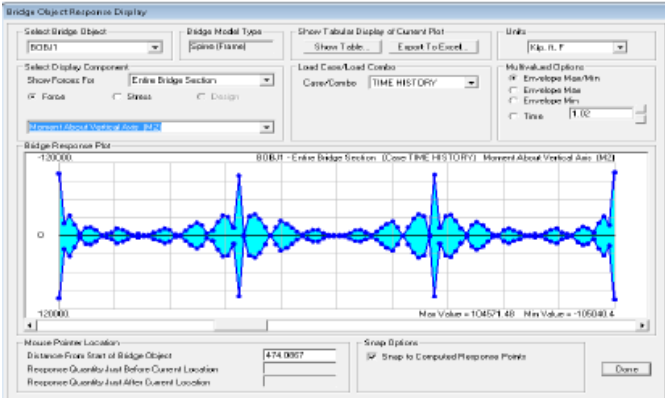 Bridge Object Response Display
Select Bridge Object
BOBJ1
Bridge Model Type
Spine (Frame)
Show Tabular Display of Current Plot
Show Table...
Export To Excel...
Units
Kip, ft, F
Select Display Component
Show Forces For
Entire Bridge Section
Force
Stress
Design
Moment About Vertical Axis (M2)
Load Case/Load Combo
Case/Combo
TIME HISTORY
Multivalued Options
Envelope Max/Min
Envelope Max
Envelope Min
Time
1.02
Bridge Response Plot
-120000.
BOBJ1 - Entire Bridge Section (Case TIME HISTORY) Moment About Vertical Axis (M2)
0
120000.
Max Value = 104571.48 Min Value = -105040.4
Mouse Pointer Location
Distance From Start of Bridge Object
474.0667
Response Quantity Just Before Current Location
Response Quantity Just After Current Location
Snap Options
Snap to Computed Response Points
Done